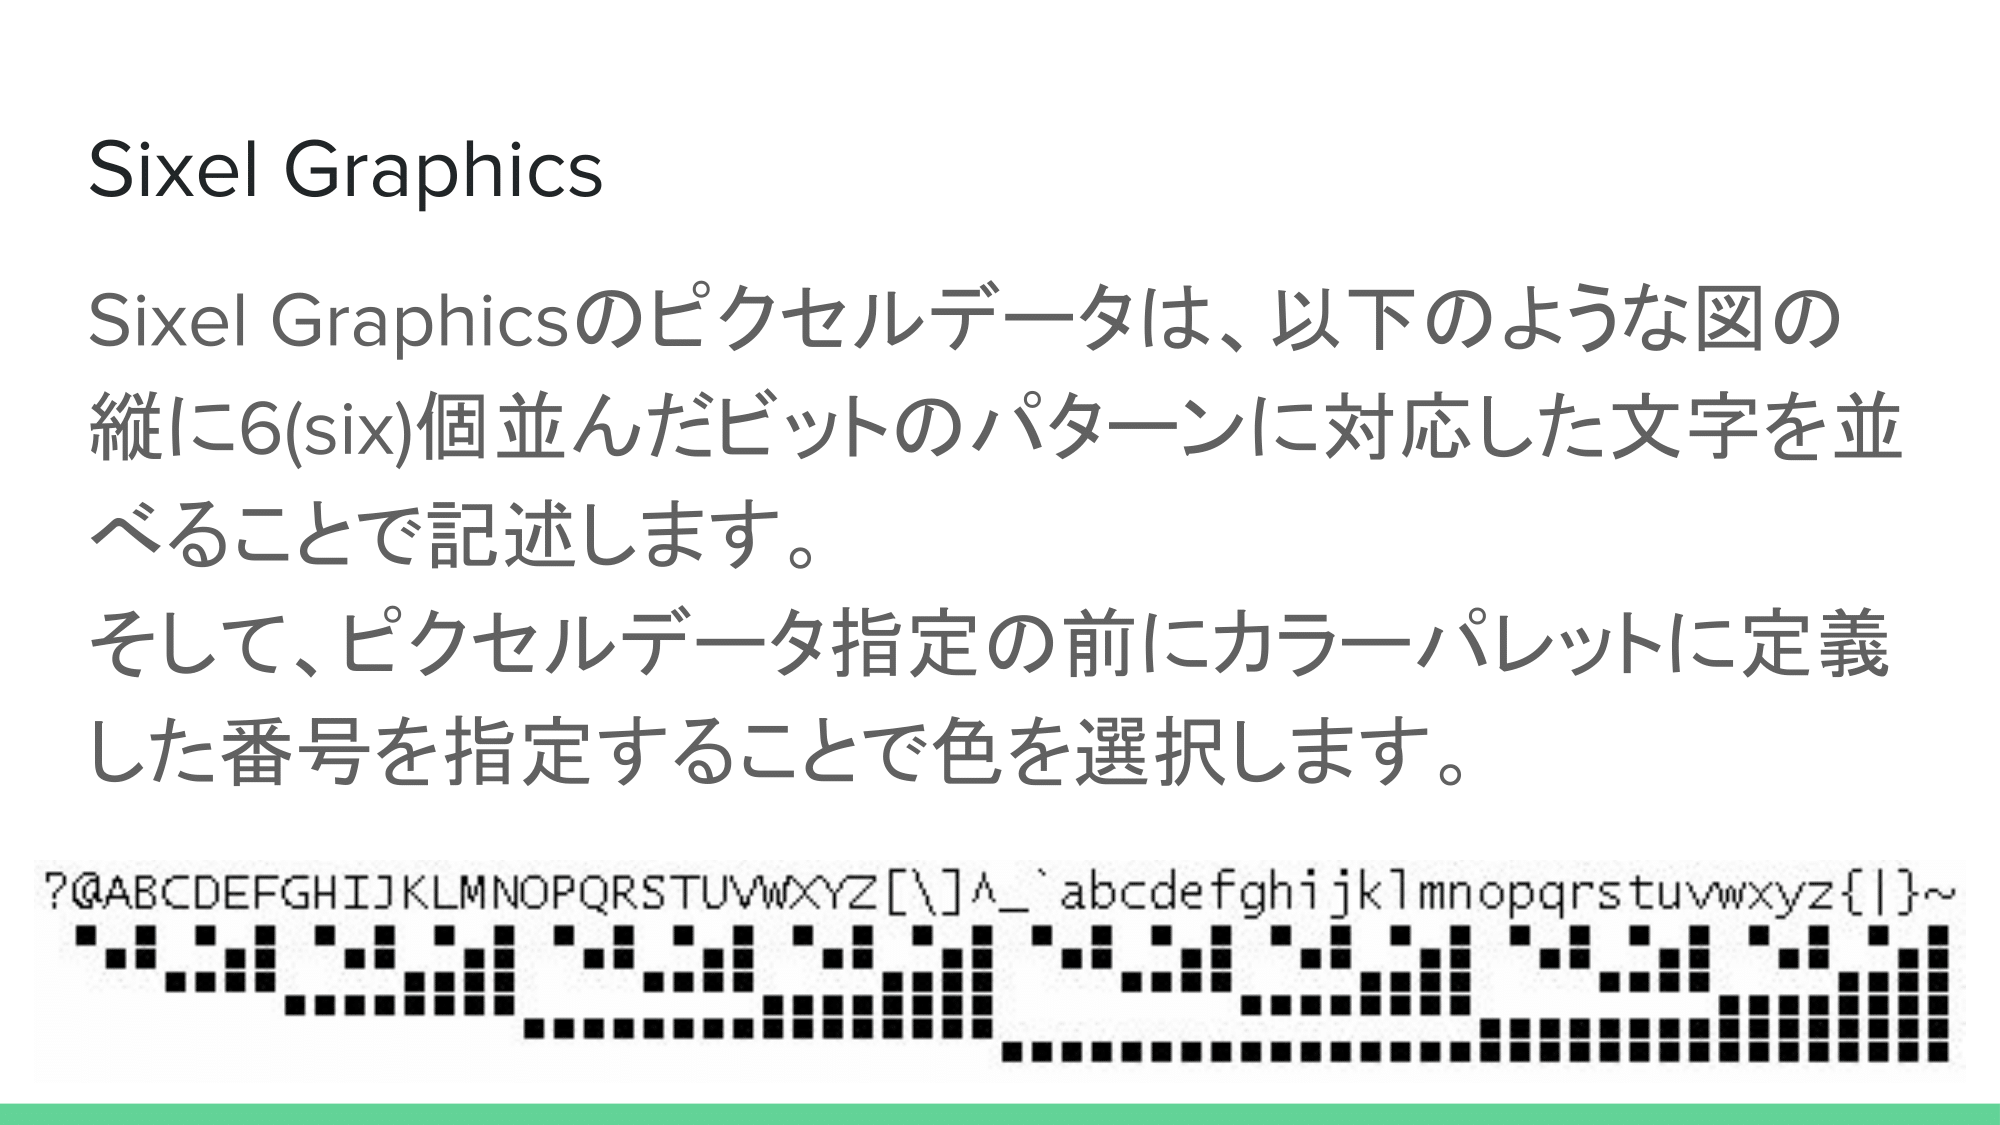 Sixel Graphics
Sixel Graphicsのピクセルデータは、以下のような図の
縦に6(six)個並んだビットのパターンに対応した文字を並
べることで記述します。
そして、ピクセルデータ指定の前にカラーパレットに定義
した番号を指定することで色を選択します。
?@ABCDEFGHIJKLMNOPQRSTUVWXYZ[\]^_`abcdefghijklmnopqrstuvwxyz{|}~